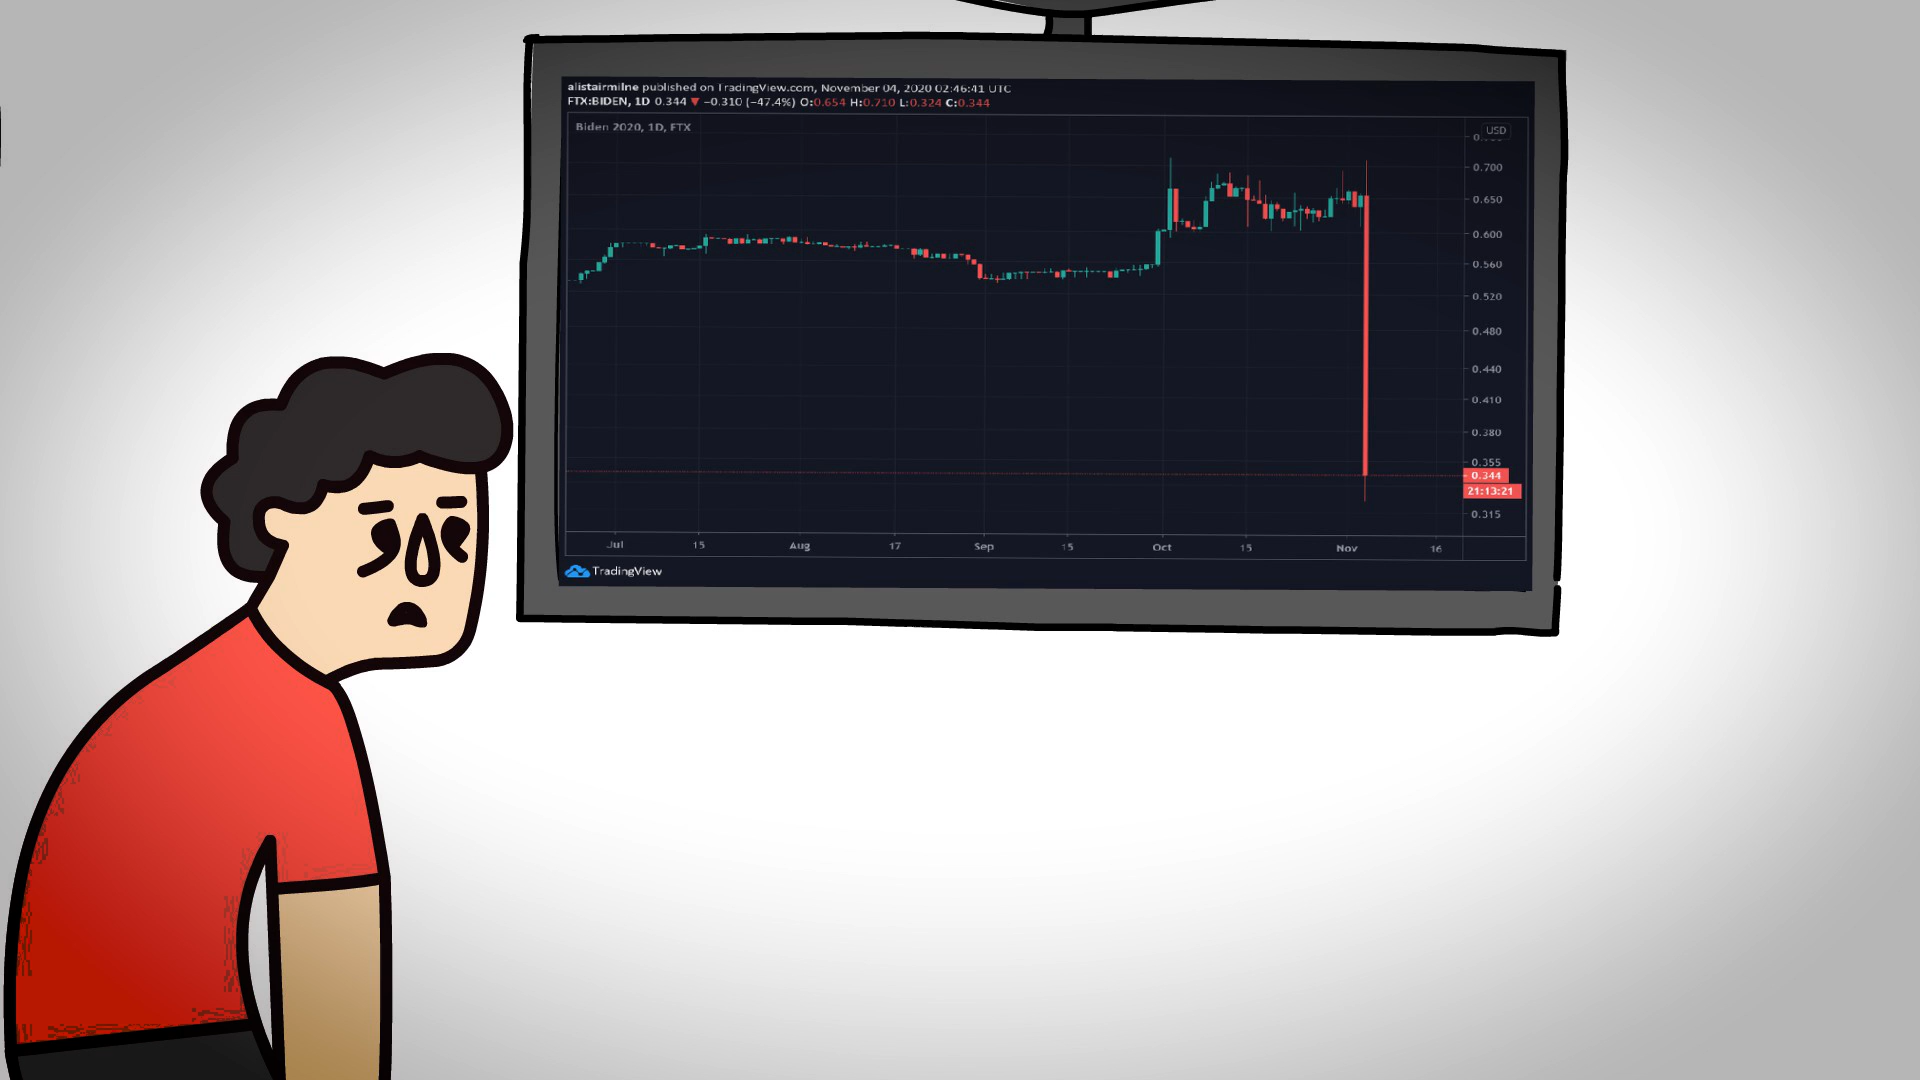 alistairmilne published on TradingView.com, November 04, 2020 02:46:41 UTC
FTX:BIDEN, 1D 0.344 ▼ −0.310 (−47.4%) O:0.654 H:0.710 L:0.324 C:0.344
Biden 2020, 1D, FTX
USD
0.700
0.650
0.600
0.560
0.520
0.480
0.440
0.410
0.380
0.355
0.344
21:13:21
0.315
Jul 15 Aug 17 Sep 15 Oct 15 Nov 16
TradingView